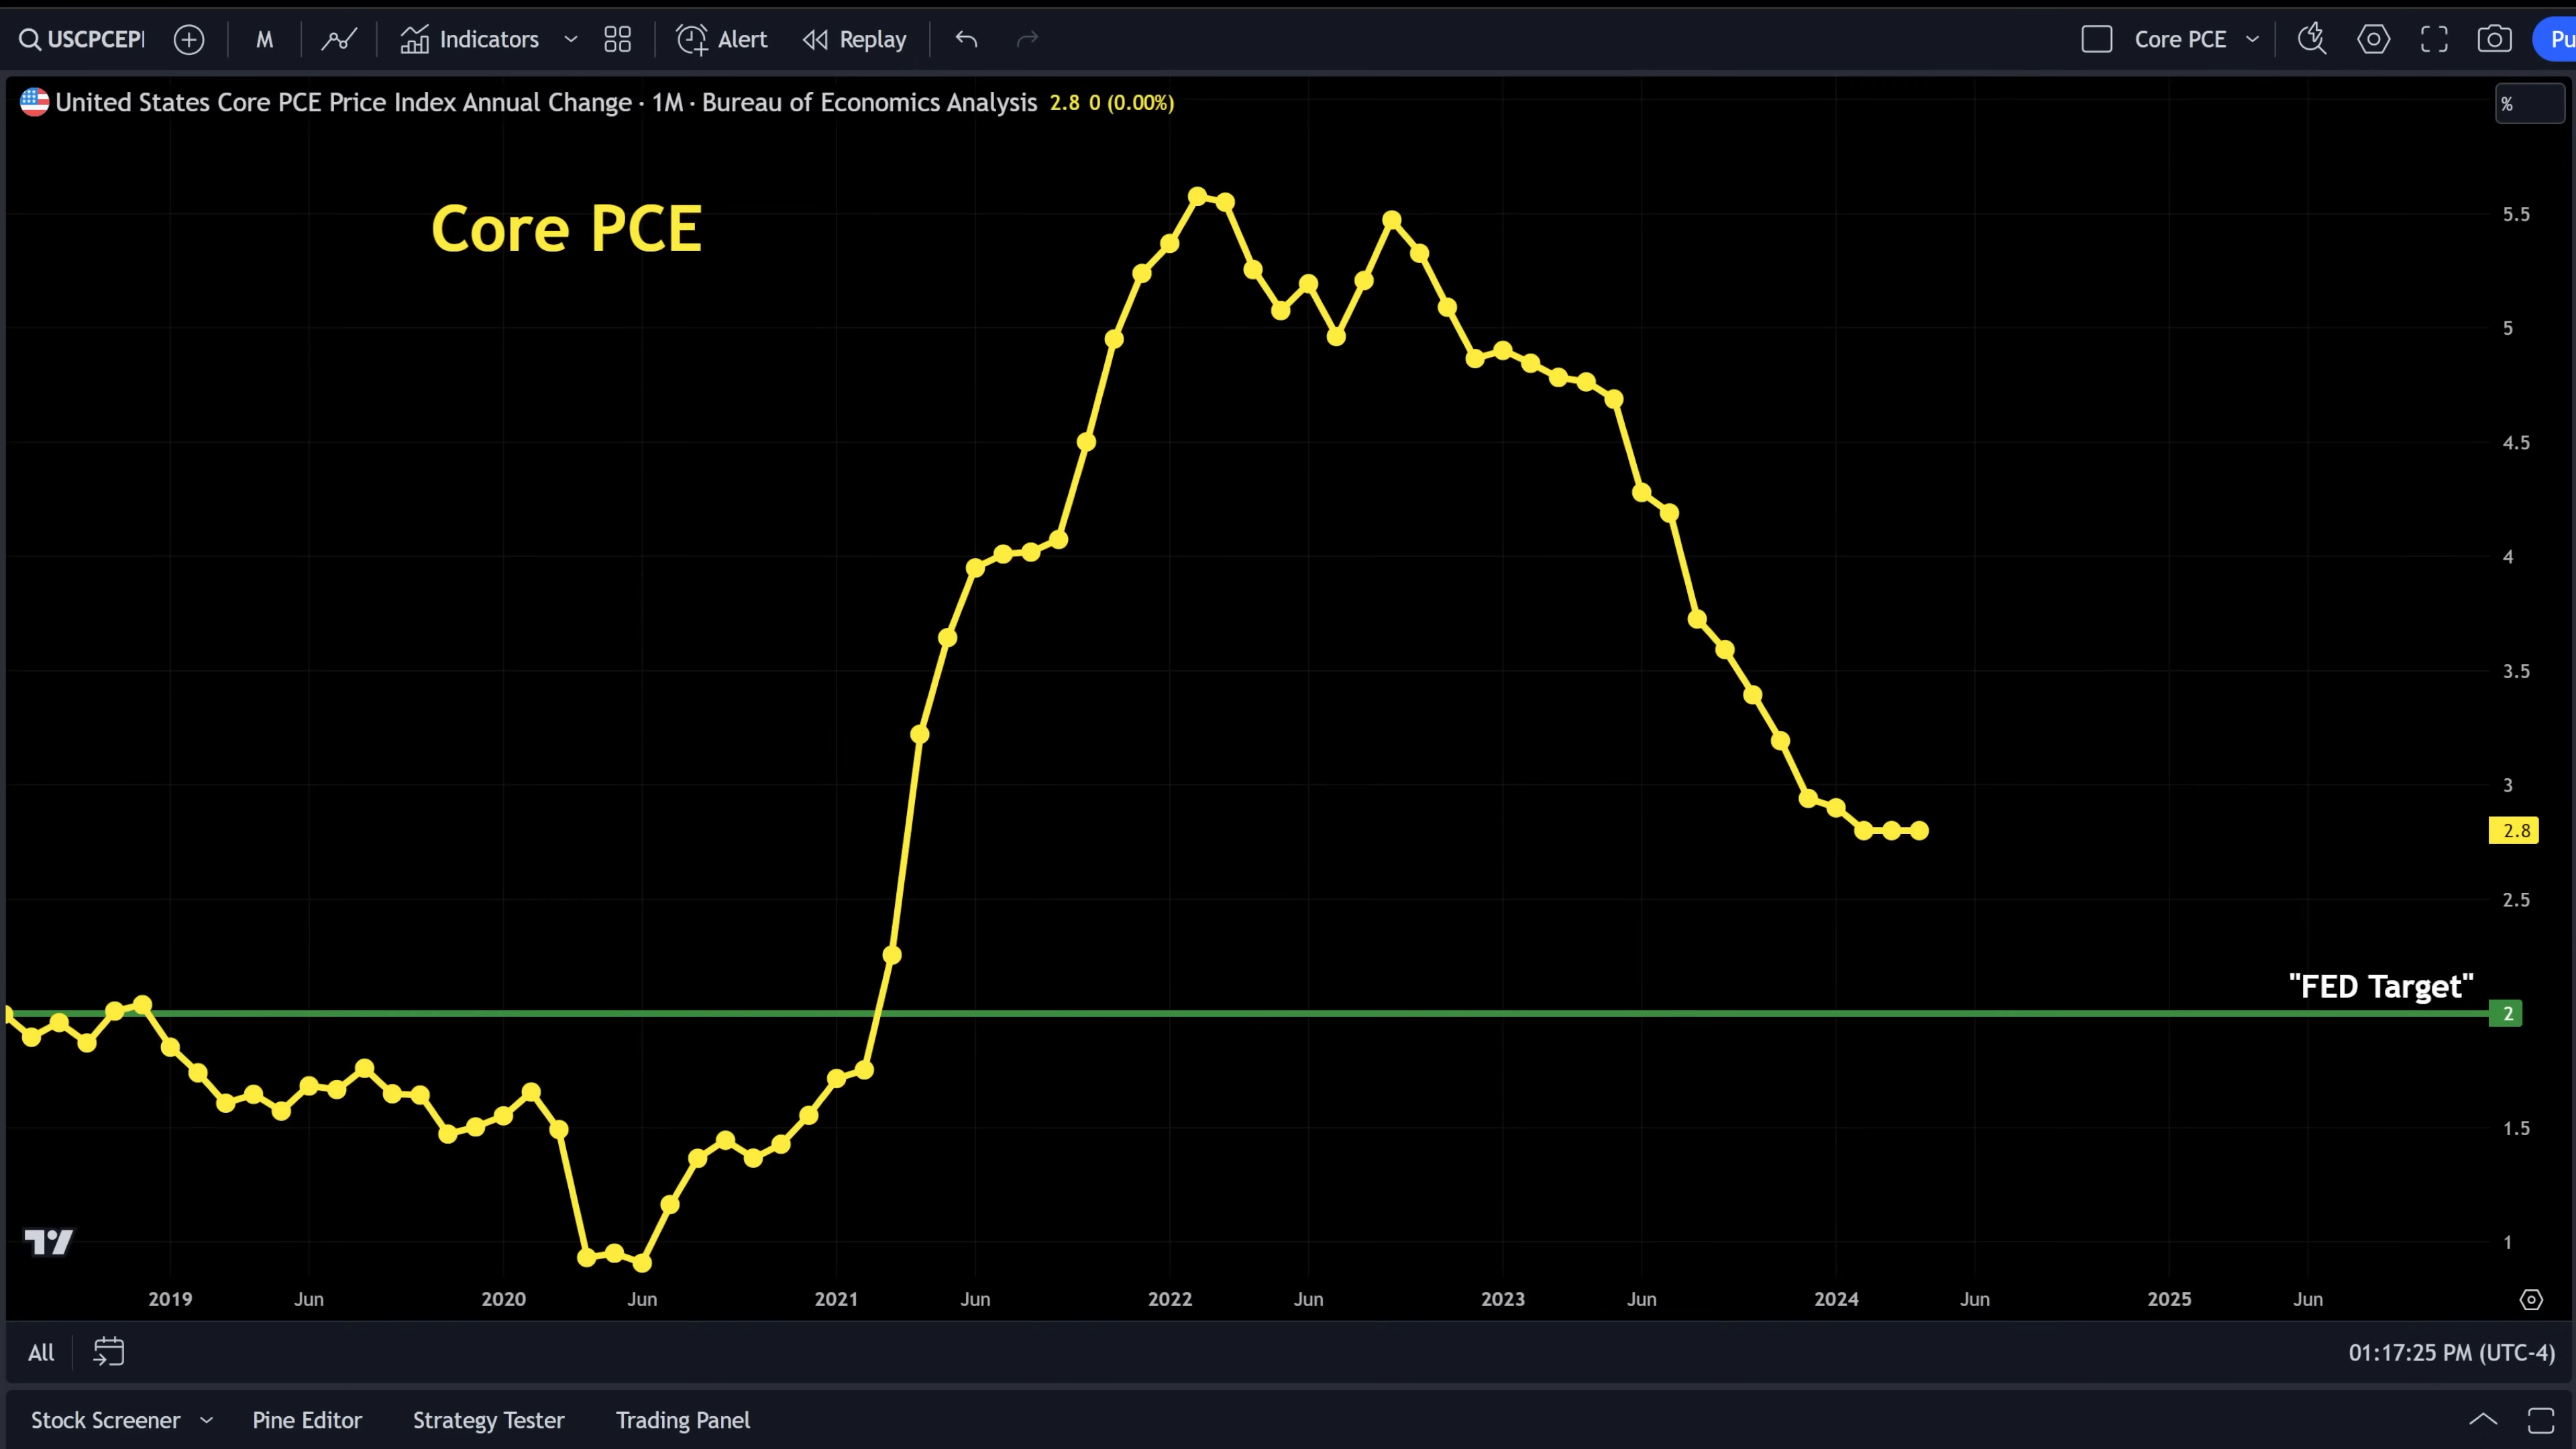 USCPCEPI M Indicators Alert Replay Core PCE Pu
United States Core PCE Price Index Annual Change · 1M · Bureau of Economics Analysis 2.8 0 (0.00%)
%
Core PCE
5.5
5
4.5
4
3.5
3
2.8
2.5
"FED Target"
2
1.5
1
2019 Jun 2020 Jun 2021 Jun 2022 Jun 2023 Jun 2024 Jun 2025 Jun
All 01:17:25 PM (UTC-4)
Stock Screener Pine Editor Strategy Tester Trading Panel